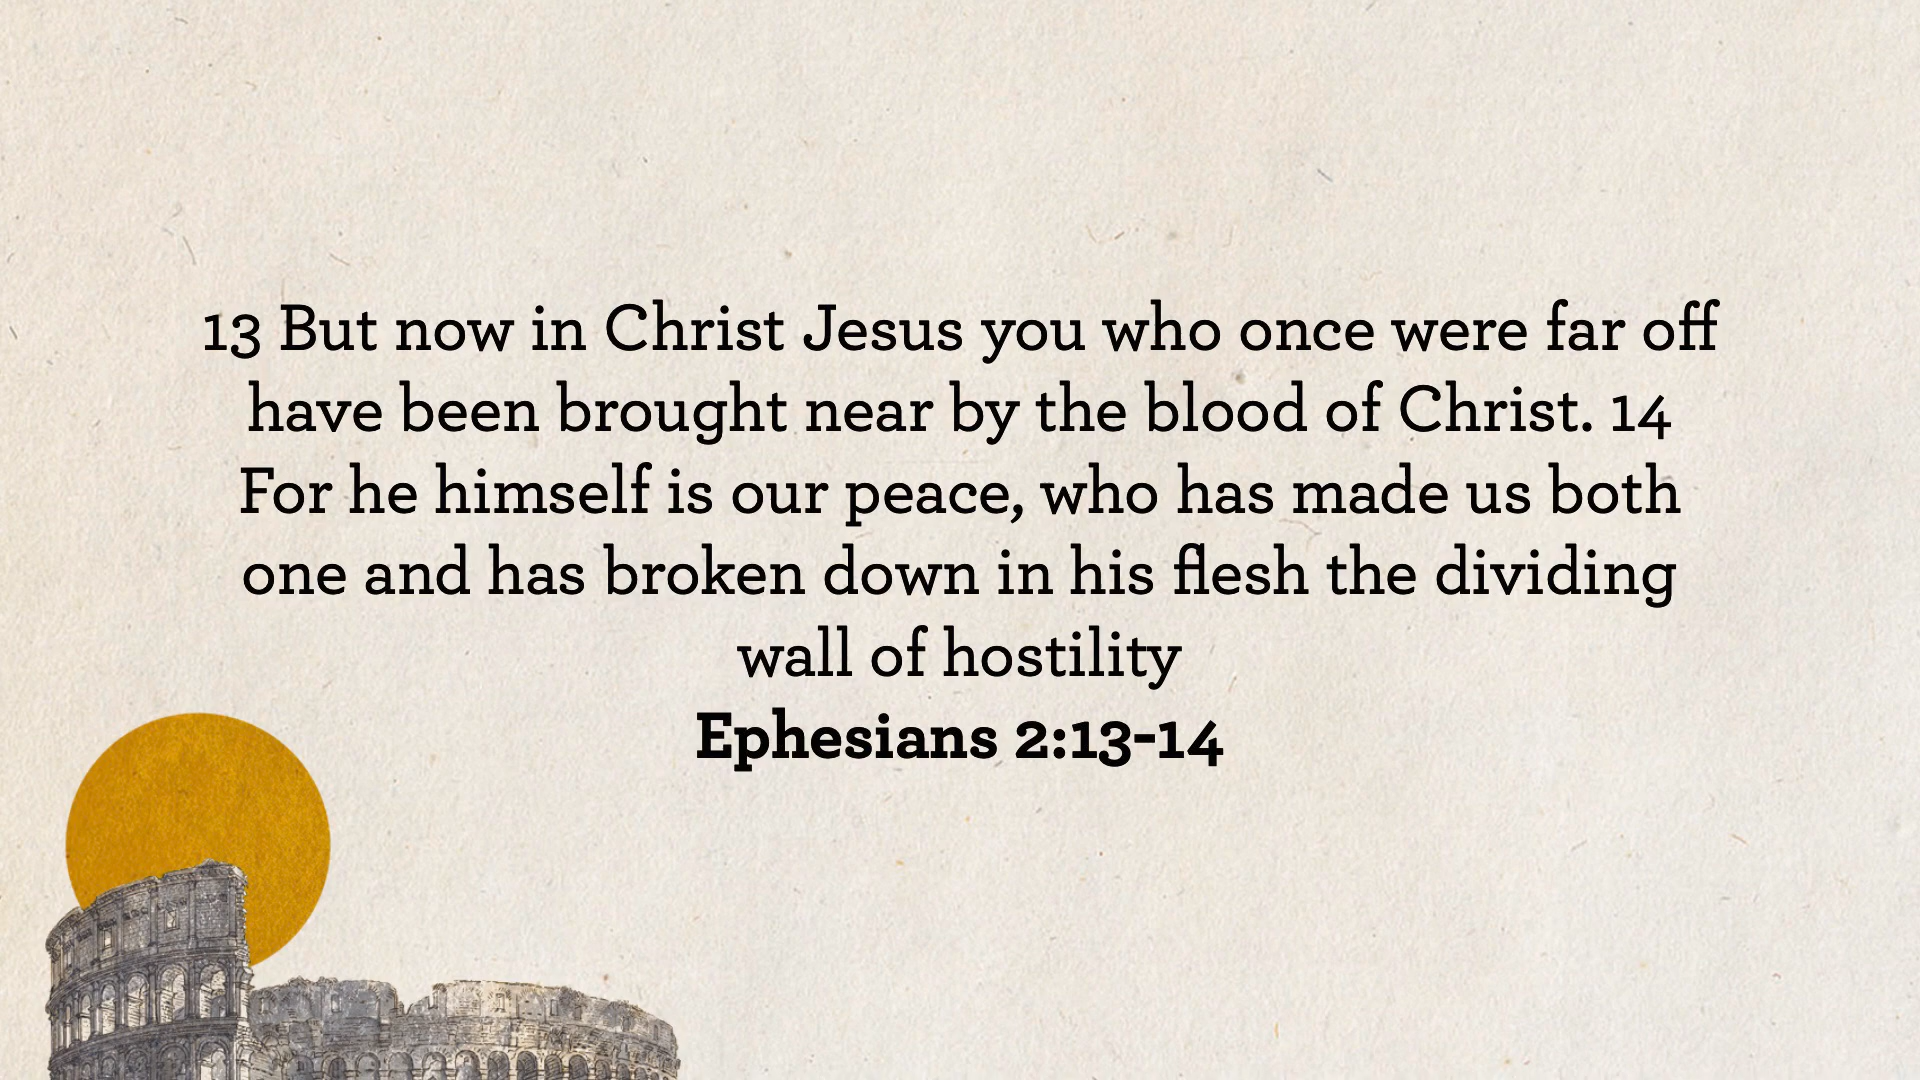 13 But now in Christ Jesus you who once were far off
have been brought near by the blood of Christ. 14
For he himself is our peace, who has made us both
one and has broken down in his flesh the dividing
wall of hostility
Ephesians 2:13-14